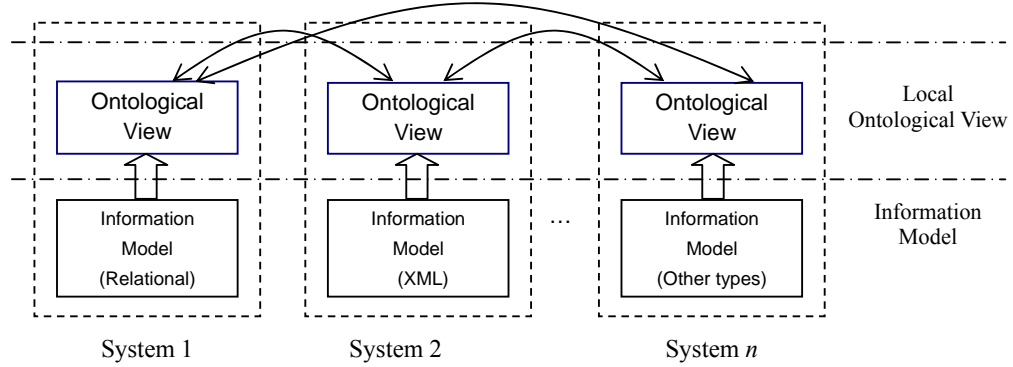 Ontological
View
Ontological
View
Ontological
View
Local
Ontological View
Information
Model
(Relational)
Information
Model
(XML)
...
Information
Model
(Other types)
Information
Model
System 1
System 2
System n